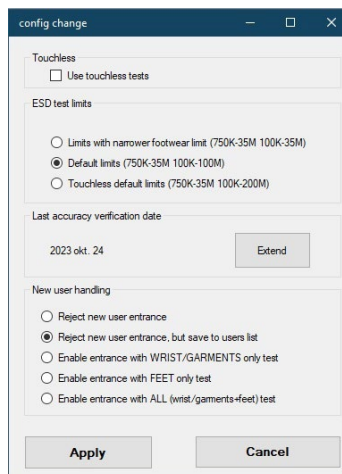 config change
Touchless
Use touchless tests
ESD test limits
Limits with narrower footwear limit (750K-35M 100K-35M)
Default limits (750K-35M 100K-100M)
Touchless default limits (750K-35M 100K-200M)
Last accuracy verification date
2023 okt. 24 Extend
New user handling
Reject new user entrance
Reject new user entrance, but save to users list
Enable entrance with WRIST/GARMENTS only test
Enable entrance with FEET only test
Enable entrance with ALL (wrist/garments+feet) test
Apply Cancel